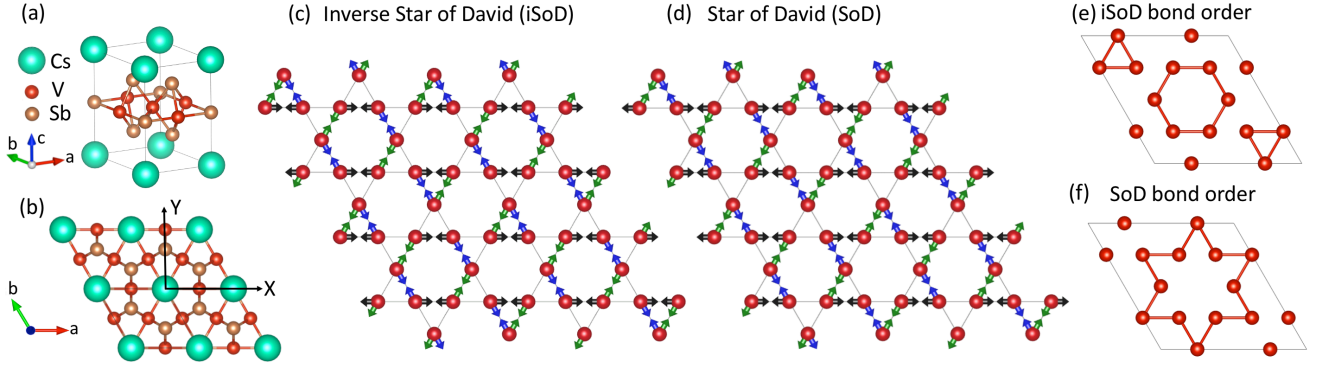 (a)
Cs
V
Sb
b
c
a
(b)
Y
X
b
a
(c) Inverse Star of David (iSoD)
(d) Star of David (SoD)
(e) iSoD bond order
(f) SoD bond order